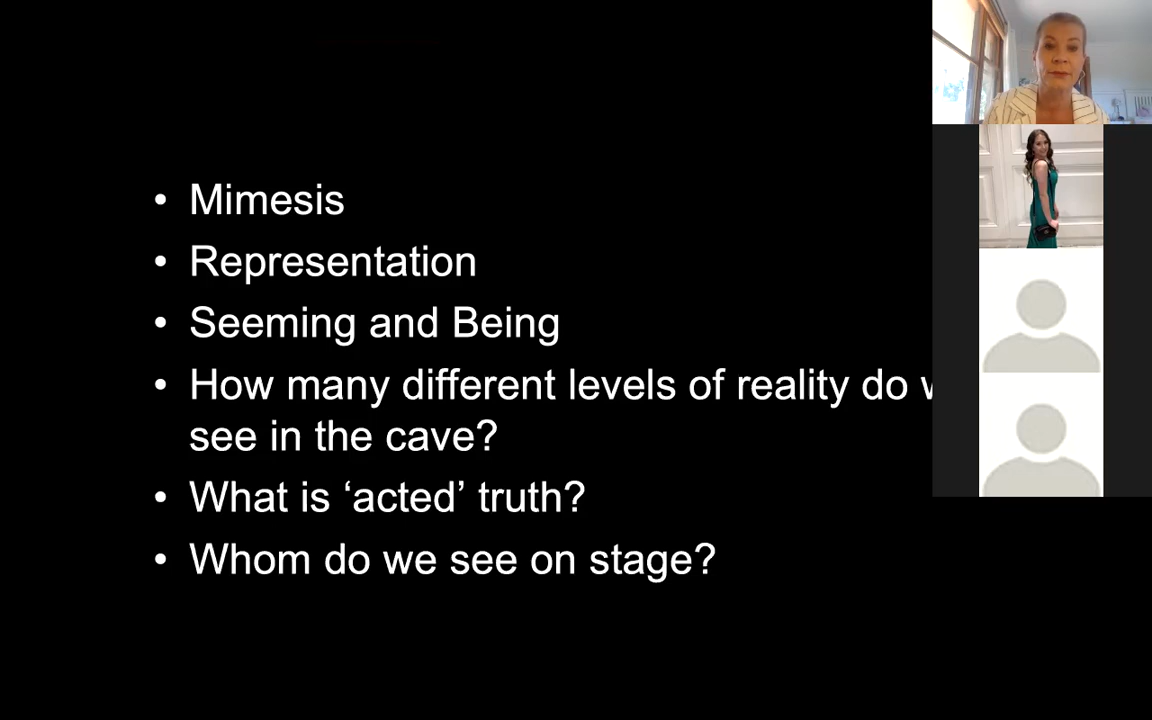 • Mimesis
• Representation
• Seeming and Being
• How many different levels of reality do
see in the cave?
• What is ‘acted’ truth?
• Whom do we see on stage?